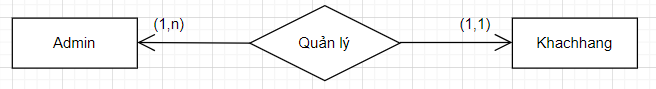 (1,n)
(1,1)
Admin
Quản lý
Khachhang